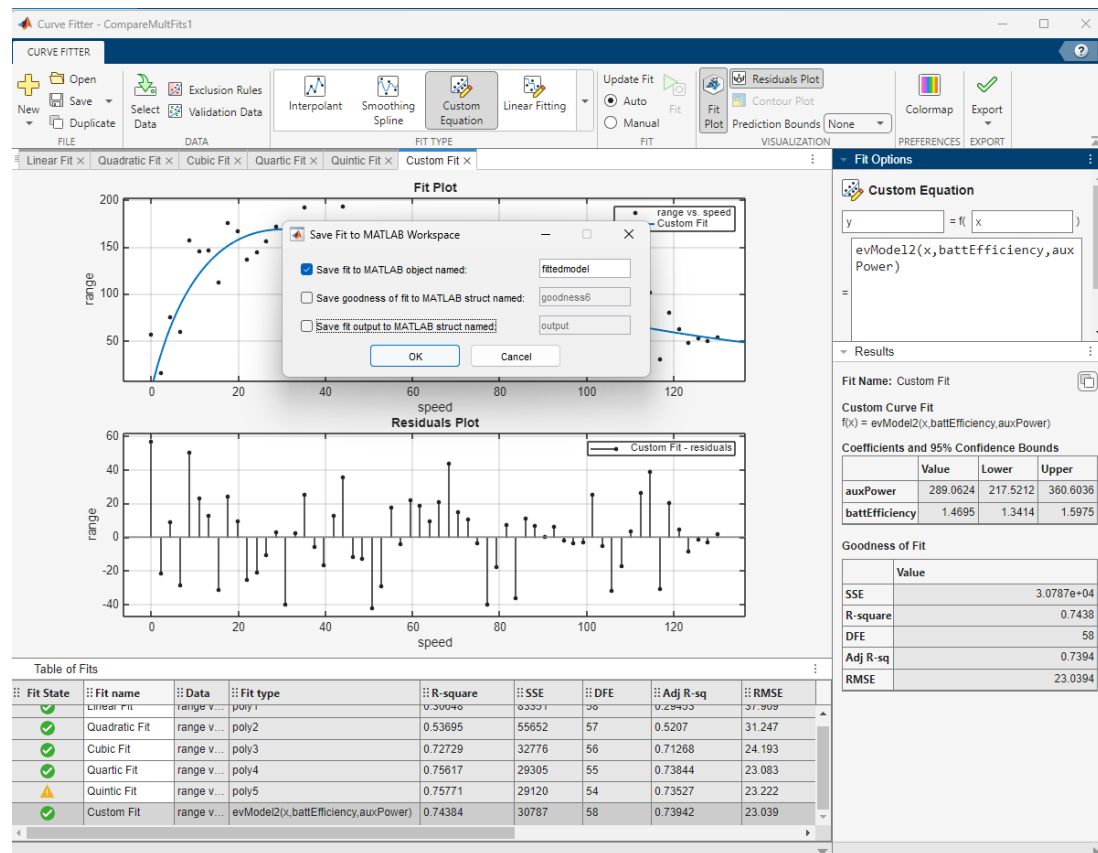 Curve Fitter - CompareMultFits1
CURVE FITTER
?
New
Open
Save
Duplicate
FILE
Select Data
Exclusion Rules
Validation Data
DATA
Interpolant
Smoothing Spline
Custom Equation
Linear Fitting
FIT TYPE
Update Fit
Auto
Manual
Fit
FIT
Fit Plot
Residuals Plot
Contour Plot
Prediction Bounds None
VISUALIZATION
Colormap
PREFERENCES
Export
EXPORT
Linear Fit × Quadratic Fit × Cubic Fit × Quartic Fit × Quintic Fit × Custom Fit ×
Fit Plot
200
150
100
50
range
0 20 40 60 80 100 120
speed
range vs. speed
Custom Fit
Save Fit to MATLAB Workspace
Save fit to MATLAB object named: fittedmodel
Save goodness of fit to MATLAB struct named: goodness6
Save fit output to MATLAB struct named: output
OK Cancel
Residuals Plot
60
40
20
0
-20
-40
range
Custom Fit - residuals
0 20 40 60 80 100 120
speed
Table of Fits
Fit State Fit name Data Fit type R-square SSE DFE Adj R-sq RMSE
Linear Fit range v... poly1 0.30648 83351 58 0.29453 37.909
Quadratic Fit range v... poly2 0.53695 55652 57 0.5207 31.247
Cubic Fit range v... poly3 0.72729 32776 56 0.71268 24.193
Quartic Fit range v... poly4 0.75617 29305 55 0.73844 23.083
Quintic Fit range v... poly5 0.75771 29120 54 0.73527 23.222
Custom Fit range v... evModel2(x,battEfficiency,auxPower) 0.74384 30787 58 0.73942 23.039
Fit Options
Custom Equation
y = f( x )
evModel2(x,battEfficiency,aux
Power)
=
Results
Fit Name: Custom Fit
Custom Curve Fit
f(x) = evModel2(x,battEfficiency,auxPower)
Coefficients and 95% Confidence Bounds
Value Lower Upper
auxPower 289.0624 217.5212 360.6036
battEfficiency 1.4695 1.3414 1.5975
Goodness of Fit
Value
SSE 3.0787e+04
R-square 0.7438
DFE 58
Adj R-sq 0.7394
RMSE 23.0394